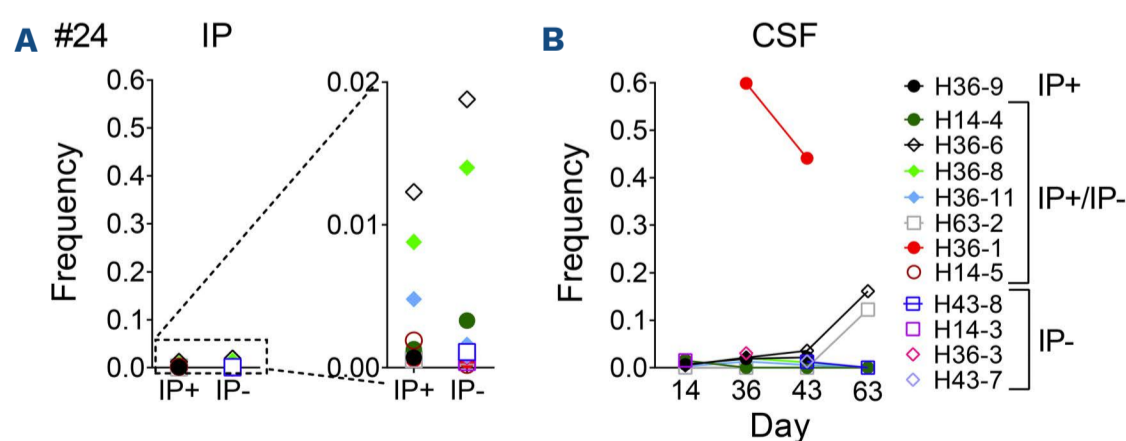 A #24 IP
Frequency
0.6
0.5
0.4
0.3
0.2
0.1
0.0
IP+ IP-
0.02
0.01
0.00
IP+ IP-
B CSF
Frequency
0.6
0.5
0.4
0.3
0.2
0.1
0.0
14 36 43 63
Day
H36-9 IP+
H14-4
H36-6
H36-8
H36-11
H63-2
H36-1
H14-5
IP+/IP-
H43-8
H14-3
H36-3
H43-7
IP-